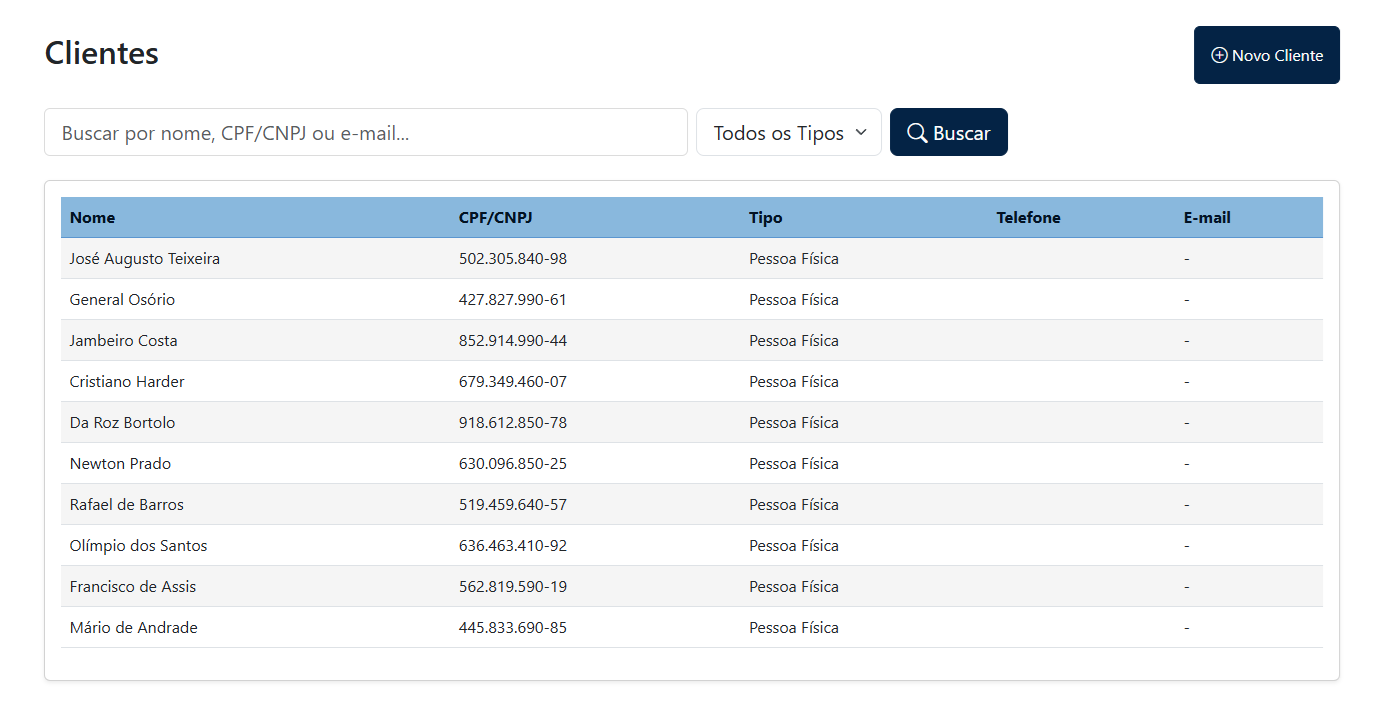 Clientes
Novo Cliente
Buscar por nome, CPF/CNPJ ou e-mail... Todos os Tipos Buscar
Nome CPF/CNPJ Tipo Telefone E-mail
José Augusto Teixeira 502.305.840-98 Pessoa Física -
General Osório 427.827.990-61 Pessoa Física -
Jambeiro Costa 852.914.990-44 Pessoa Física -
Cristiano Harder 679.349.460-07 Pessoa Física -
Da Roz Bortolo 918.612.850-78 Pessoa Física -
Newton Prado 630.096.850-25 Pessoa Física -
Rafael de Barros 519.459.640-57 Pessoa Física -
Olímpio dos Santos 636.463.410-92 Pessoa Física -
Francisco de Assis 562.819.590-19 Pessoa Física -
Mário de Andrade 445.833.690-85 Pessoa Física -